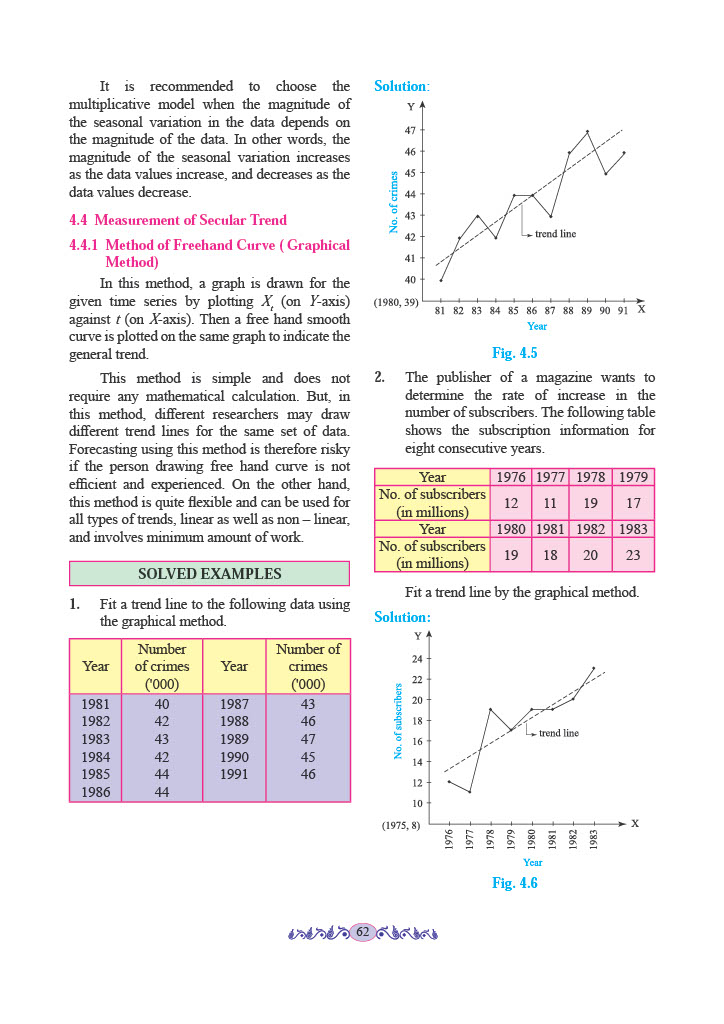 It is recommended to choose the
multiplicative model when the magnitude of
the seasonal variation in the data depends on
the magnitude of the data. In other words, the
magnitude of the seasonal variation increases
as the data values increase, and decreases as the
data values decrease.
4.4 Measurement of Secular Trend
4.4.1 Method of Freehand Curve ( Graphical
Method)
In this method, a graph is drawn for the
given time series by plotting Xt (on Y-axis)
against t (on X-axis). Then a free hand smooth
curve is plotted on the same graph to indicate the
general trend.
This method is simple and does not
require any mathematical calculation. But, in
this method, different researchers may draw
different trend lines for the same set of data.
Forecasting using this method is therefore risky
if the person drawing free hand curve is not
efficient and experienced. On the other hand,
this method is quite flexible and can be used for
all types of trends, linear as well as non – linear,
and involves minimum amount of work.
SOLVED EXAMPLES
1. Fit a trend line to the following data using
the graphical method.
Year Number of crimes ('000) Year Number of crimes ('000)
1981 40 1987 43
1982 42 1988 46
1983 43 1989 47
1984 42 1990 45
1985 44 1991 46
1986 44
Solution:
Y
47
46
45
44
43
42
41
40
No. of crimes
trend line
(1980, 39)
81 82 83 84 85 86 87 88 89 90 91 X
Year
Fig. 4.5
2. The publisher of a magazine wants to
determine the rate of increase in the
number of subscribers. The following table
shows the subscription information for
eight consecutive years.
Year 1976 1977 1978 1979
No. of subscribers (in millions) 12 11 19 17
Year 1980 1981 1982 1983
No. of subscribers (in millions) 19 18 20 23
Fit a trend line by the graphical method.
Solution:
Y
24
22
20
18
16
14
12
10
No. of subscribers
trend line
(1975, 8)
X
1976 1977 1978 1979 1980 1981 1982 1983
Year
Fig. 4.6
62